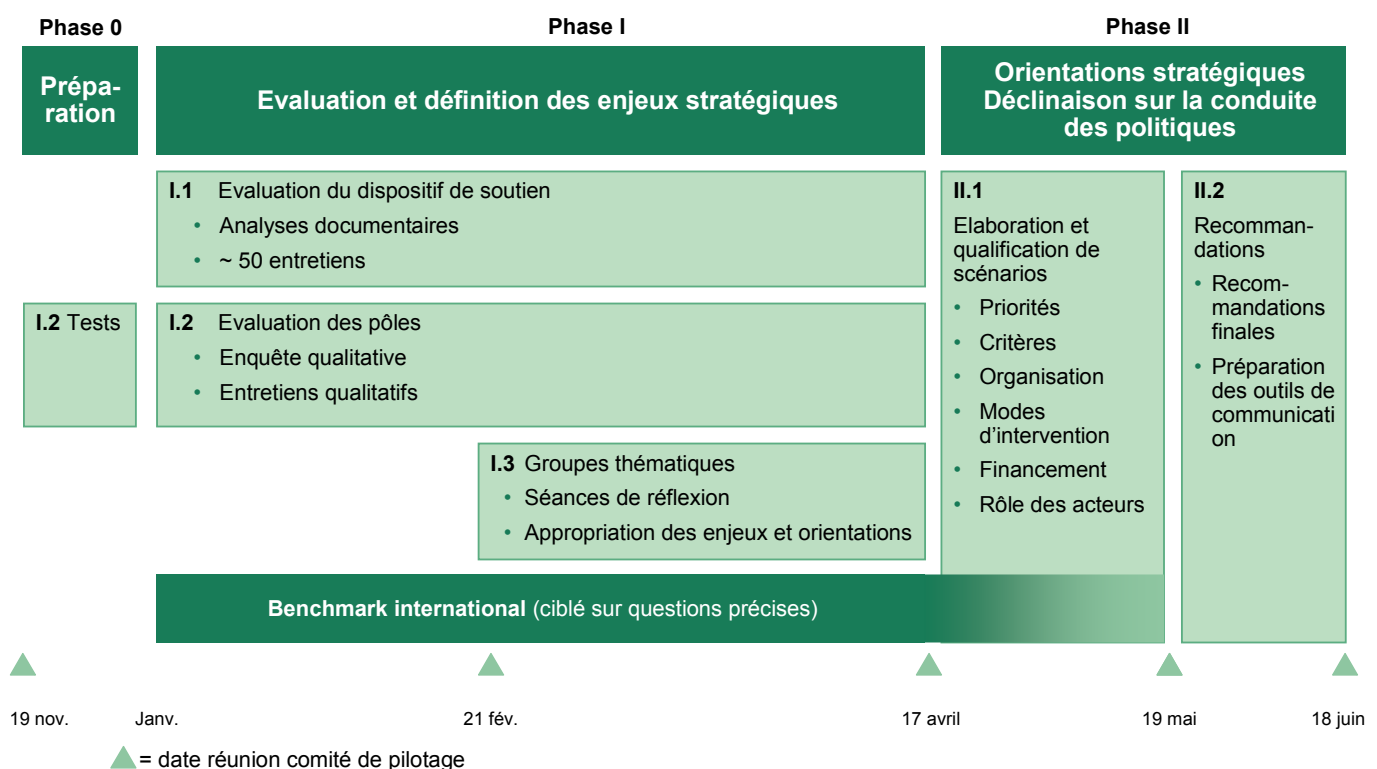 Phase 0
Phase I
Phase II
Prépa-
ration
Evaluation et définition des enjeux stratégiques
Orientations stratégiques
Déclinaison sur la conduite
des politiques
I.1 Evaluation du dispositif de soutien
• Analyses documentaires
• ~ 50 entretiens
I.2 Tests
I.2 Evaluation des pôles
• Enquête qualitative
• Entretiens qualitatifs
I.3 Groupes thématiques
• Séances de réflexion
• Appropriation des enjeux et orientations
II.1
Elaboration et
qualification de
scénarios
• Priorités
• Critères
• Organisation
• Modes
d'intervention
• Financement
• Rôle des acteurs
II.2
Recomman-
dations
• Recom-
mandations
finales
• Préparation
des outils de
communicati
on
Benchmark international (ciblé sur questions précises)
19 nov.
Janv.
21 fév.
17 avril
19 mai
18 juin
= date réunion comité de pilotage